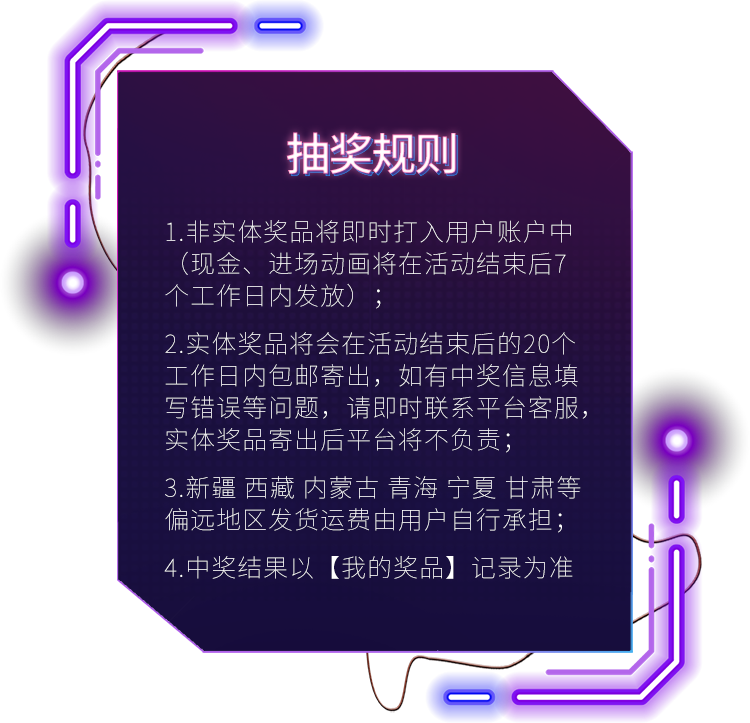 抽奖规则
1.非实体奖品将即时打入用户账户中
（现金、进场动画将在活动结束后7
个工作日内发放）；
2.实体奖品将会在活动结束后的20个
工作日内包邮寄出，如有中奖信息填
写错误等问题，请即时联系平台客服，
实体奖品寄出后平台将不负责；
3.新疆 西藏 内蒙古 青海 宁夏 甘肃等
偏远地区发货运费由用户自行承担；
4.中奖结果以【我的奖品】记录为准